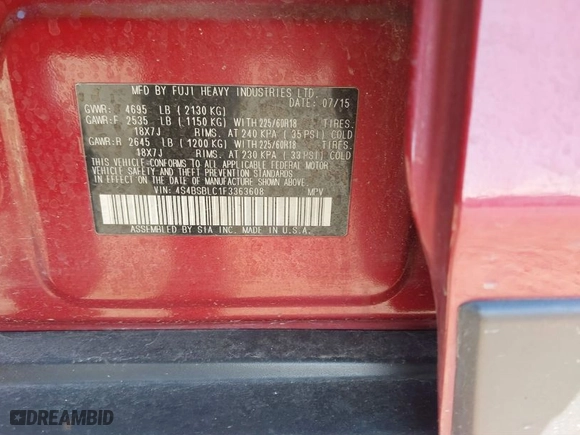 MFD BY FUJI HEAVY INDUSTRIES LTD.
DATE: 07/15
GVWR: 4695 LB ( 2130 KG)
GAWR:F 2535 LB ( 1150 KG) WITH 225/60R18 TIRES.
18X7J RIMS. AT 240 KPA ( 35PSI) COLD
GAWR:R 2645 LB ( 1200 KG) WITH 225/60R18 TIRES.
18X7J RIMS. AT 230 KPA ( 33PSI) COLD
THIS VEHICLE CONFORMS TO ALL APPLICABLE FEDERAL MOTOR
VEHICLE SAFETY AND THEFT PREVENTION STANDARDS
IN EFFECT ON THE DATE OF MANUFACTURE SHOWN ABOVE.
VIN: 4S4BSBLC1F3363608 MPV
ASSEMBLED BY SIA INC. MADE IN U.S.A.
DREAMBID